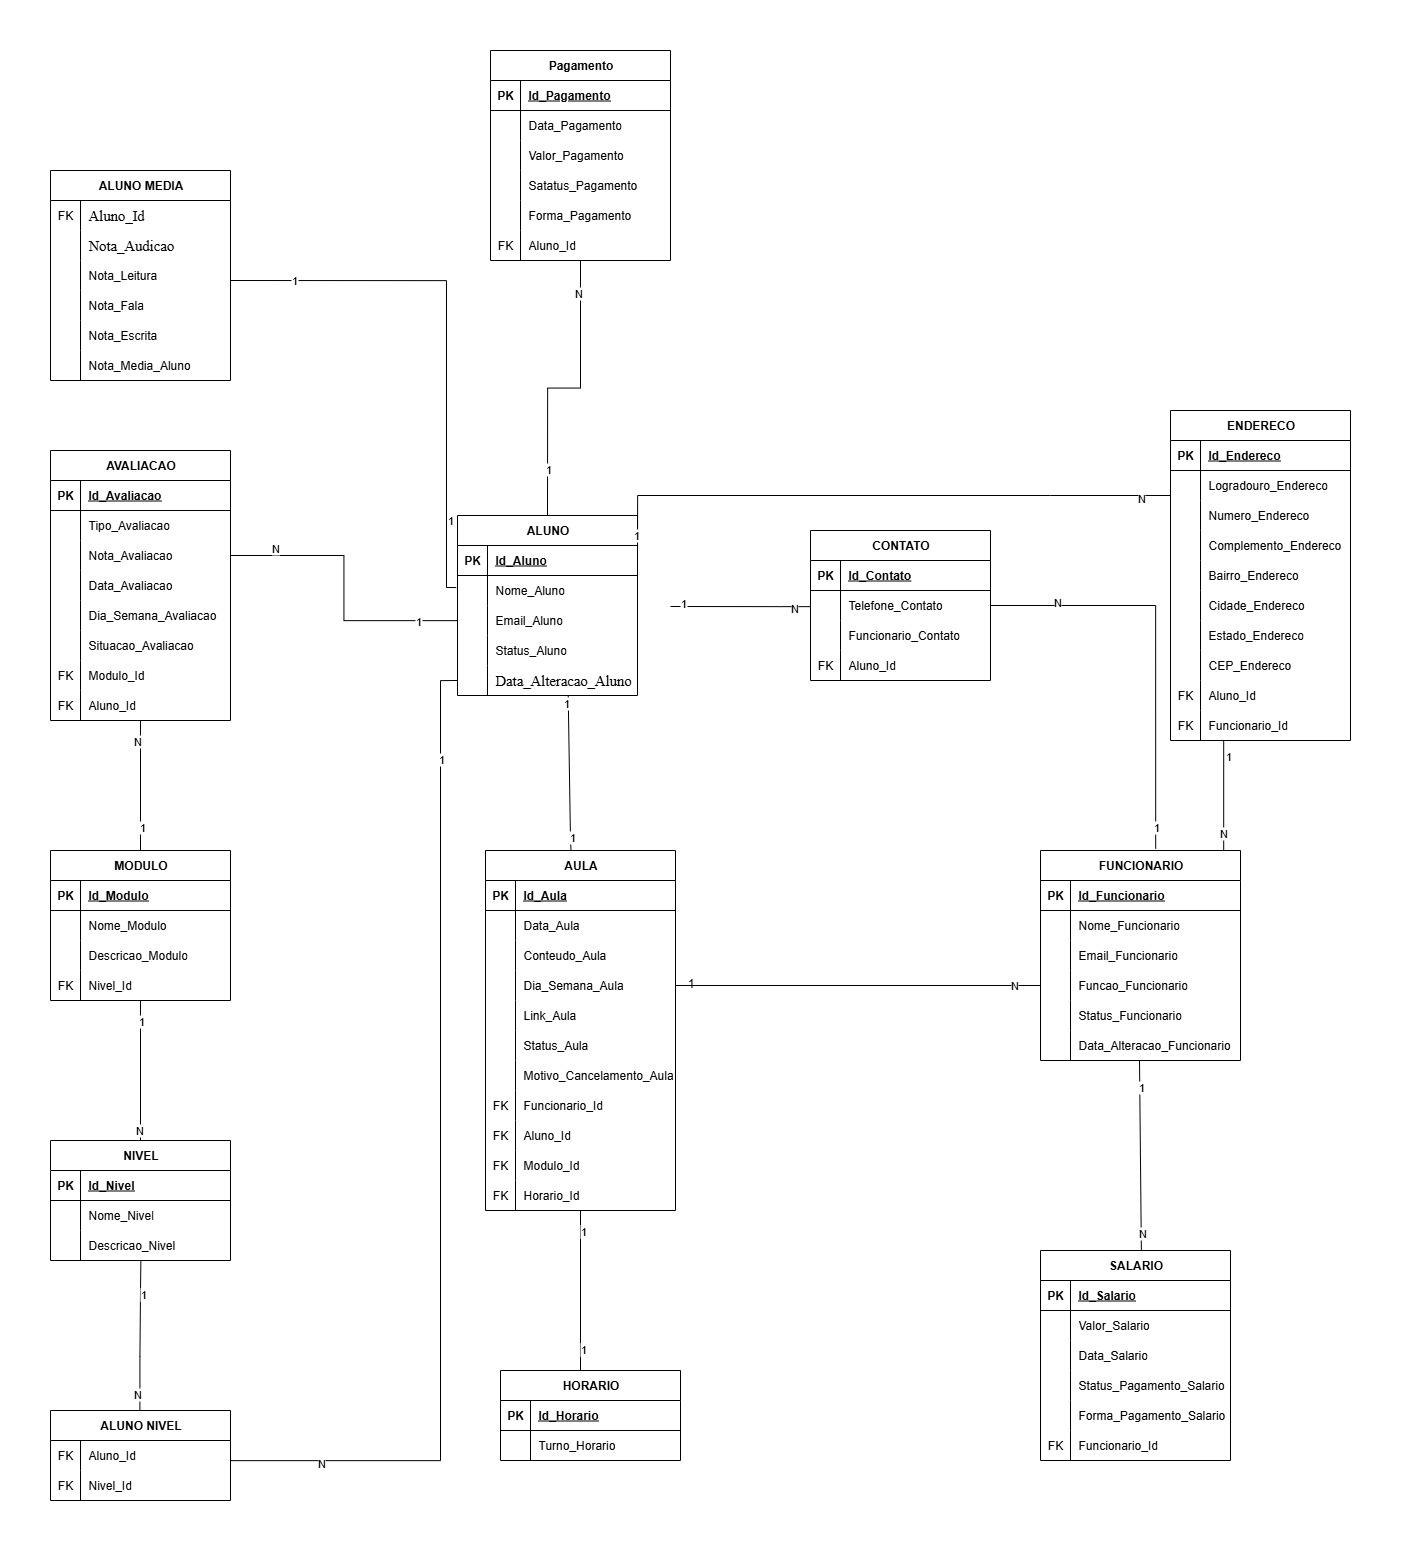 Pagamento
PK Id_Pagamento
Data_Pagamento
Valor_Pagamento
Satatus_Pagamento
Forma_Pagamento
FK Aluno_Id
N
1
ALUNO MEDIA
FK Aluno_Id
Nota_Audicao
Nota_Leitura
Nota_Fala
Nota_Escrita
Nota_Media_Aluno
1
1
AVALIACAO
PK Id_Avaliacao
Tipo_Avaliacao
Nota_Avaliacao
Data_Avaliacao
Dia_Semana_Avaliacao
Situacao_Avaliacao
FK Modulo_Id
FK Aluno_Id
N
1
N
1
ALUNO
PK Id_Aluno
Nome_Aluno
Email_Aluno
Status_Aluno
Data_Alteracao_Aluno
1
N
1
N
1
1
1
CONTATO
PK Id_Contato
Telefone_Contato
Funcionario_Contato
FK Aluno_Id
N
1
ENDERECO
PK Id_Endereco
Logradouro_Endereco
Numero_Endereco
Complemento_Endereco
Bairro_Endereco
Cidade_Endereco
Estado_Endereco
CEP_Endereco
FK Aluno_Id
FK Funcionario_Id
1
N
MODULO
PK Id_Modulo
Nome_Modulo
Descricao_Modulo
FK Nivel_Id
1
N
AULA
PK Id_Aula
Data_Aula
Conteudo_Aula
Dia_Semana_Aula
Link_Aula
Status_Aula
Motivo_Cancelamento_Aula
FK Funcionario_Id
FK Aluno_Id
FK Modulo_Id
FK Horario_Id
1
N
1
1
FUNCIONARIO
PK Id_Funcionario
Nome_Funcionario
Email_Funcionario
Funcao_Funcionario
Status_Funcionario
Data_Alteracao_Funcionario
1
N
NIVEL
PK Id_Nivel
Nome_Nivel
Descricao_Nivel
1
N
SALARIO
PK Id_Salario
Valor_Salario
Data_Salario
Status_Pagamento_Salario
Forma_Pagamento_Salario
FK Funcionario_Id
HORARIO
PK Id_Horario
Turno_Horario
ALUNO NIVEL
FK Aluno_Id
FK Nivel_Id
N